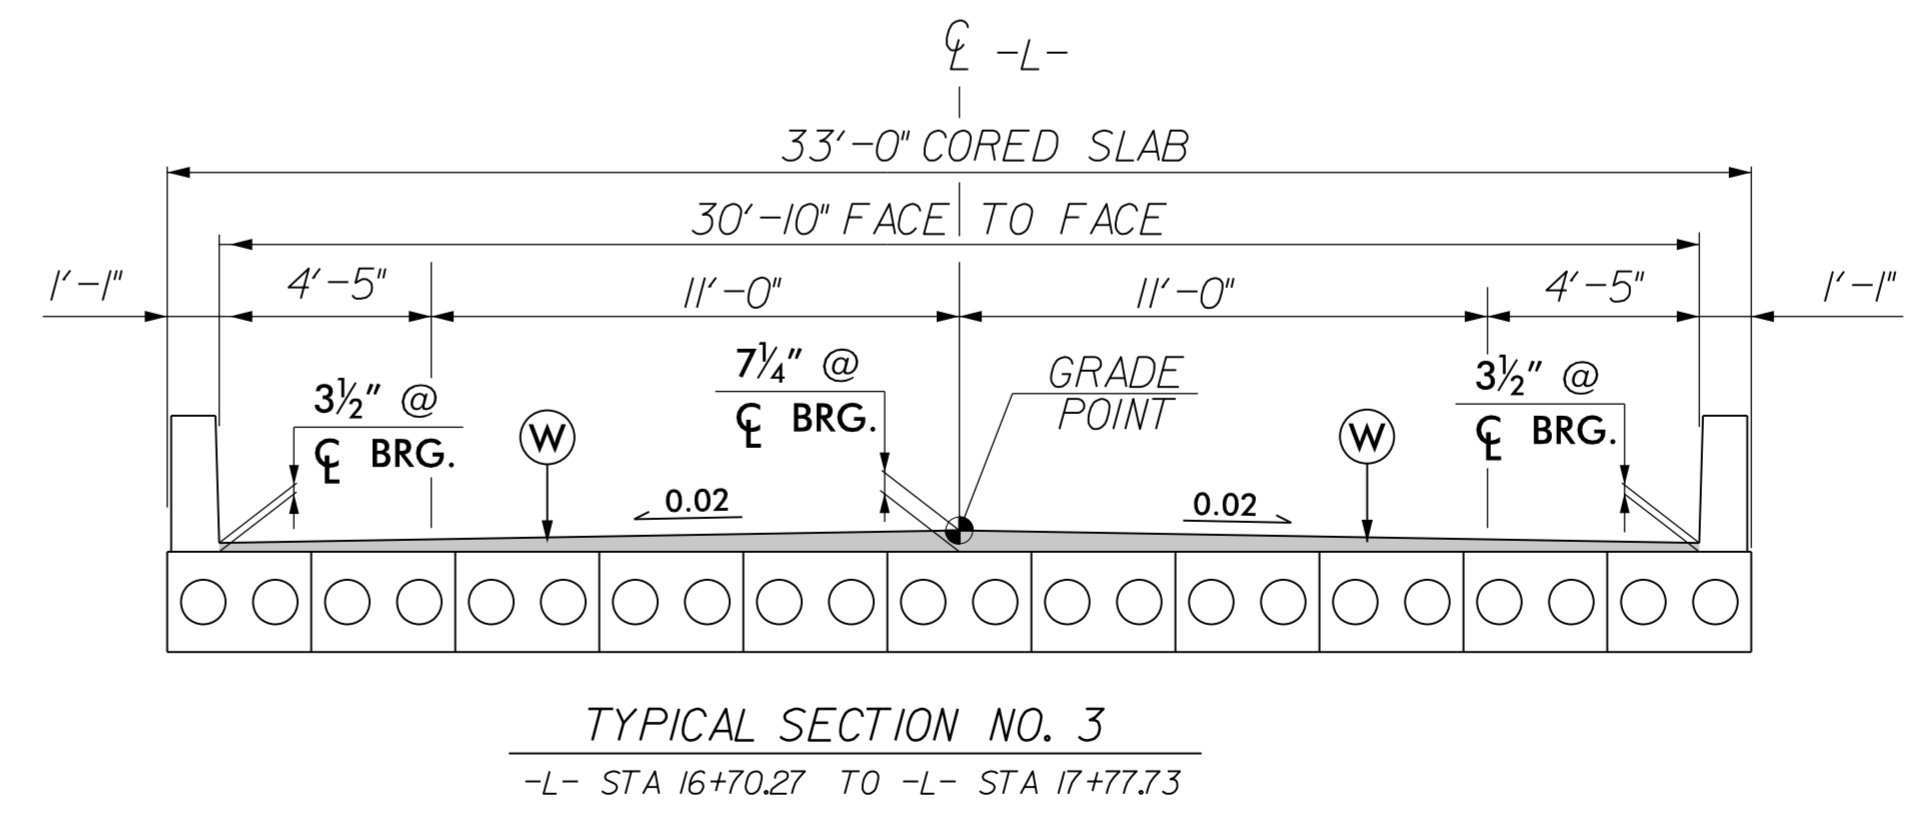 ℄ -L-
33'-0" CORED SLAB
30'-10" FACE TO FACE
1'-1" 4'-5" 11'-0" 11'-0" 4'-5" 1'-1"
3½" @
℄ BRG.
7¼" @
℄ BRG.
GRADE
POINT
3½" @
℄ BRG.
W
W
0.02
0.02
TYPICAL SECTION NO. 3
-L- STA 16+70.27 TO -L- STA 17+77.73